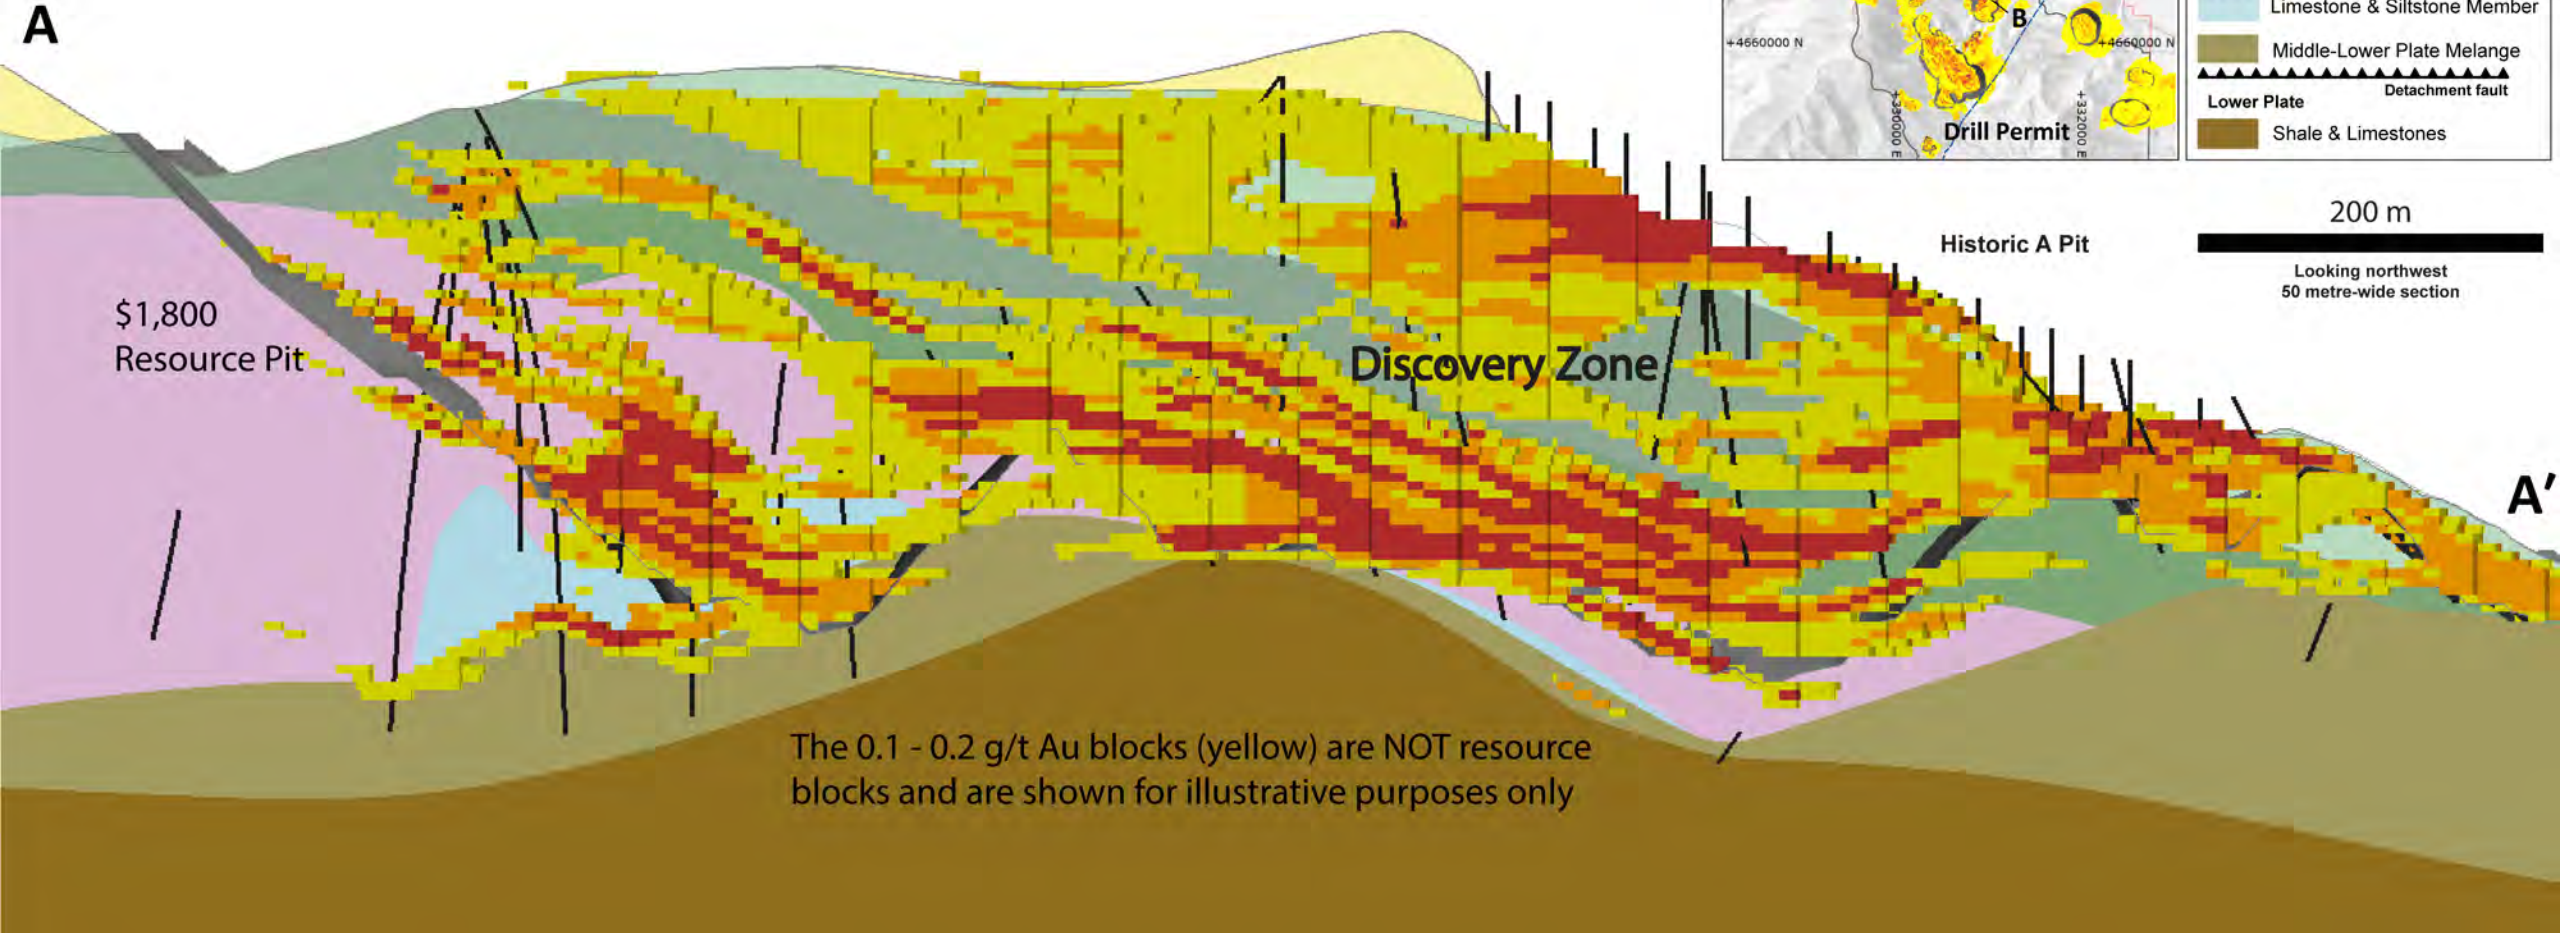 A
B
+4660000 N
+4660000 N
+330000 E
+332000 E
Drill Permit
Limestone & Siltstone Member
Middle-Lower Plate Melange
Detachment fault
Lower Plate
Shale & Limestones
200 m
Looking northwest
50 metre-wide section
Historic A Pit
$1,800
Resource Pit
Discovery Zone
A′
The 0.1 - 0.2 g/t Au blocks (yellow) are NOT resource
blocks and are shown for illustrative purposes only